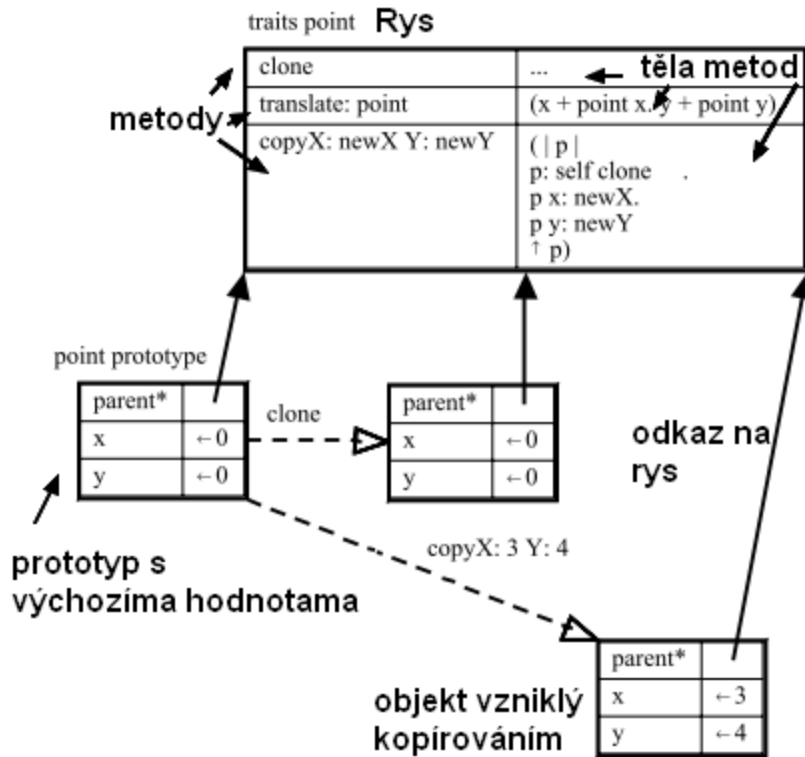 traits point Rys
clone ... těla metod
metody translate: point (x + point x. y + point y)
copyX: newX Y: newY ( | p |
p: self clone .
p x: newX.
p y: newY
↑ p)
point prototype
parent* parent*
clone
x ←0 x ←0
y ←0 y ←0
odkaz na
rys
copyX: 3 Y: 4
prototyp s
výchozíma hodnotama
parent*
x ←3
y ←4
objekt vzniklý
kopírováním